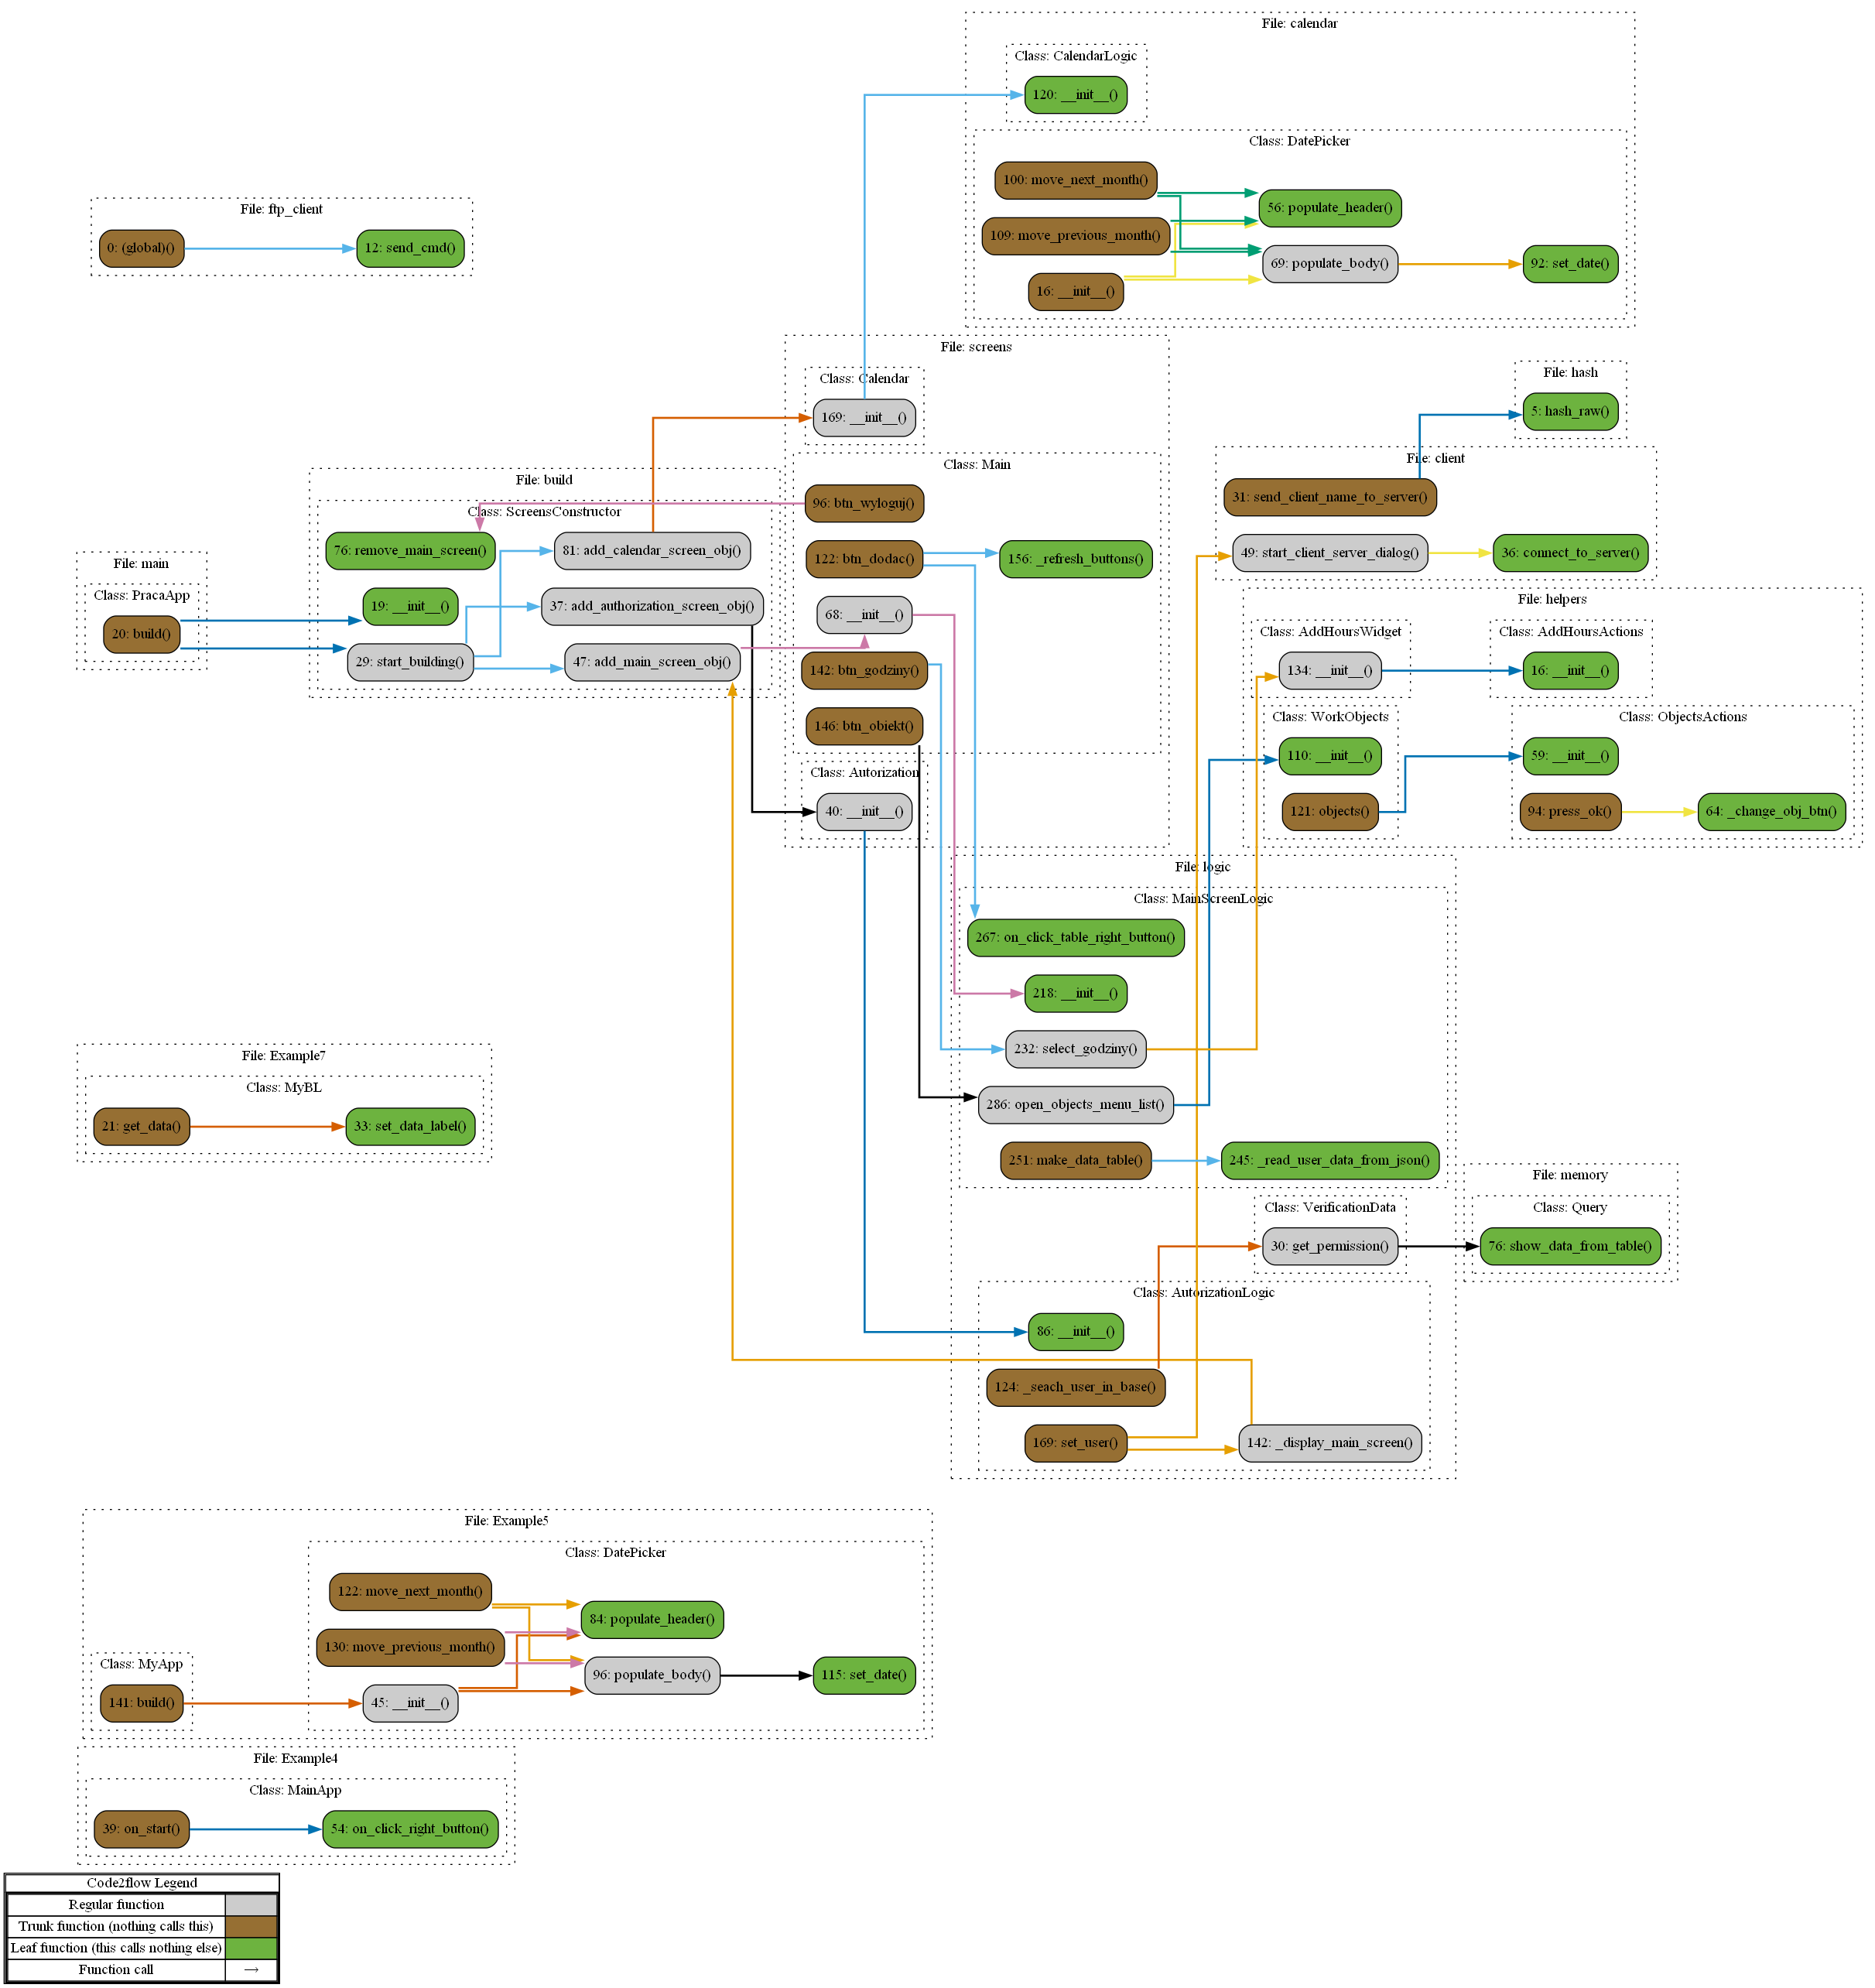 File: calendar
Class: CalendarLogic
120: __init__()
Class: DatePicker
100: move_next_month()
56: populate_header()
109: move_previous_month()
69: populate_body()
92: set_date()
16: __init__()
File: ftp_client
0: (global)()
12: send_cmd()
File: screens
Class: Calendar
169: __init__()
Class: Main
96: btn_wyloguj()
122: btn_dodac()
156: _refresh_buttons()
68: __init__()
142: btn_godziny()
146: btn_obiekt()
Class: Autorization
40: __init__()
File: hash
5: hash_raw()
File: client
31: send_client_name_to_server()
49: start_client_server_dialog()
36: connect_to_server()
File: build
Class: ScreensConstructor
76: remove_main_screen()
81: add_calendar_screen_obj()
19: __init__()
37: add_authorization_screen_obj()
29: start_building()
47: add_main_screen_obj()
File: main
Class: PracaApp
20: build()
File: helpers
Class: AddHoursWidget
134: __init__()
Class: AddHoursActions
16: __init__()
Class: WorkObjects
110: __init__()
121: objects()
Class: ObjectsActions
59: __init__()
94: press_ok()
64: _change_obj_btn()
File: logic
Class: MainScreenLogic
267: on_click_table_right_button()
218: __init__()
232: select_godziny()
286: open_objects_menu_list()
251: make_data_table()
245: _read_user_data_from_json()
Class: VerificationData
30: get_permission()
Class: AutorizationLogic
86: __init__()
124: _seach_user_in_base()
169: set_user()
142: _display_main_screen()
File: memory
Class: Query
76: show_data_from_table()
File: Example7
Class: MyBL
21: get_data()
33: set_data_label()
File: Example5
Class: DatePicker
122: move_next_month()
84: populate_header()
130: move_previous_month()
96: populate_body()
115: set_date()
45: __init__()
Class: MyApp
141: build()
File: Example4
Class: MainApp
39: on_start()
54: on_click_right_button()
Code2flow Legend
Regular function
Trunk function (nothing calls this)
Leaf function (this calls nothing else)
Function call →